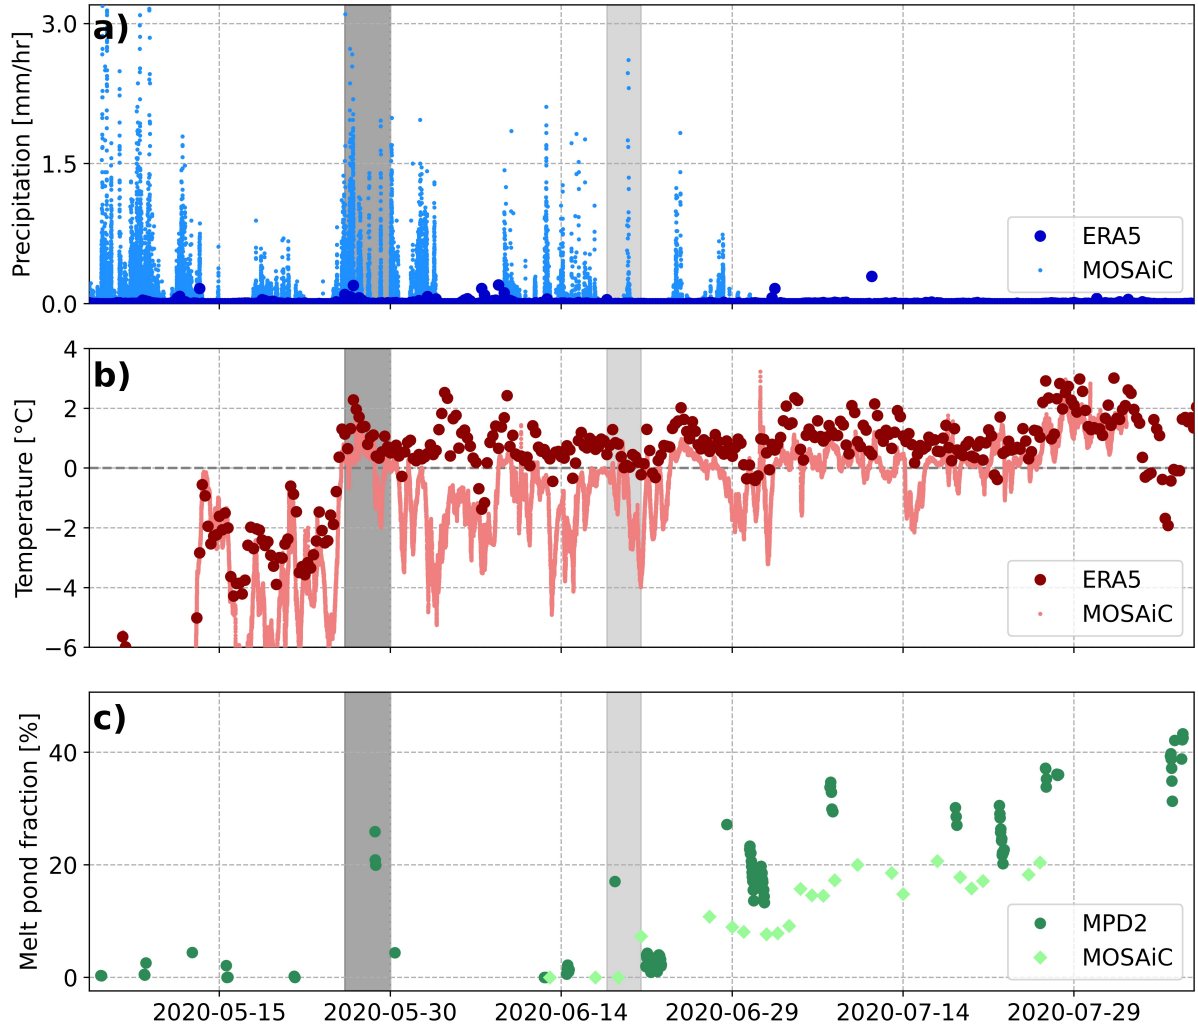 a)
Precipitation [mm/hr]
3.0
1.5
0.0
ERA5
MOSAiC
b)
Temperature [°C]
4
2
0
−2
−4
−6
ERA5
MOSAiC
c)
Melt pond fraction [%]
40
20
0
MPD2
MOSAiC
2020-05-15 2020-05-30 2020-06-14 2020-06-29 2020-07-14 2020-07-29